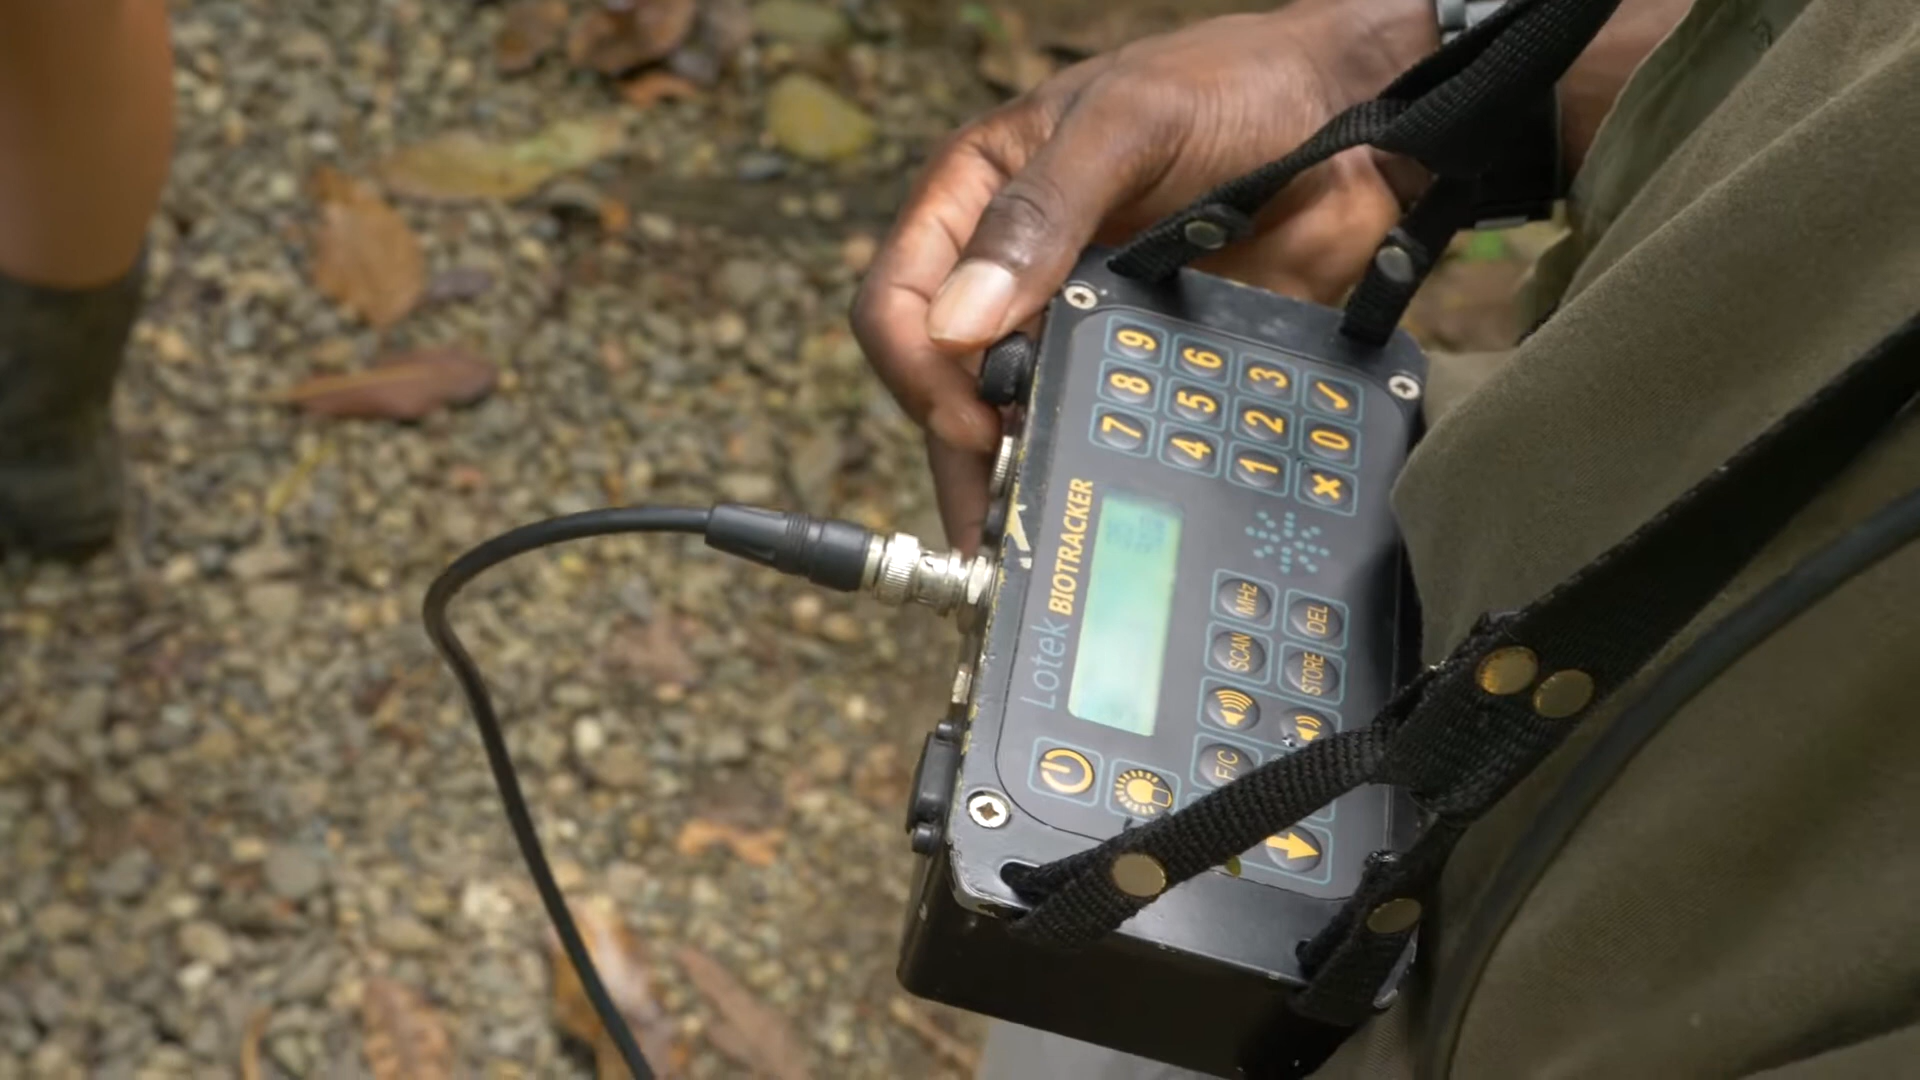 Lotek BIOTRACKER
7 8 9
4 5 6
1 2 3
0
MHz
SCAN
F/C
DEL
STORE